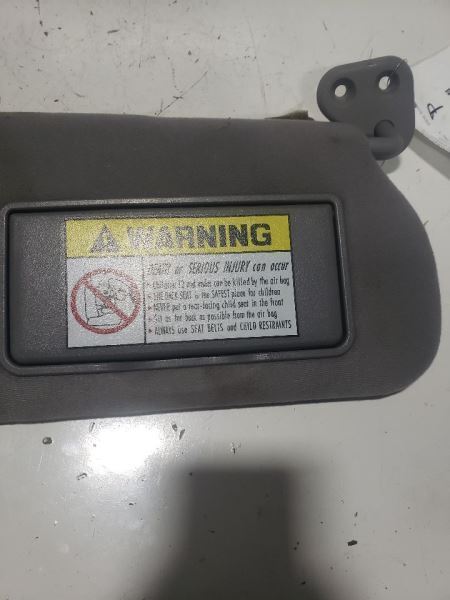 WARNING
DEATH or SERIOUS INJURY can occur
• Children 12 and under can be killed by the air bag
• The BACK SEAT is the SAFEST place for children
• NEVER put a rear-facing child seat in the front
• Sit as far back as possible from the air bag
• ALWAYS use SEAT BELTS and CHILD RESTRAINTS